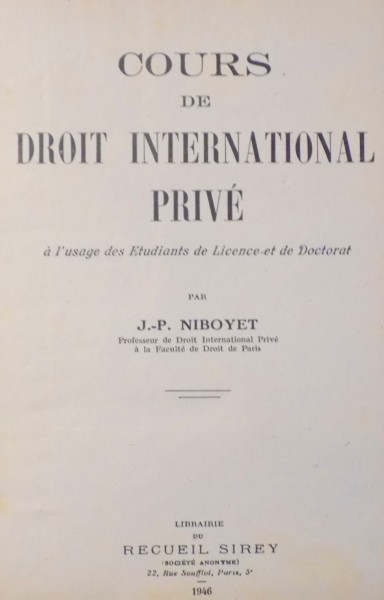 COURS
DE
DROIT INTERNATIONAL
PRIVÉ
à l'usage des Etudiants de Licence et de Doctorat
PAR
J.-P. NIBOYET
Professeur de Droit International Privé
à la Faculté de Droit de Paris
LIBRAIRIE
DU
RECUEIL SIREY
(SOCIÉTÉ ANONYME)
22, Rue Soufflot, Paris, 5e
1946